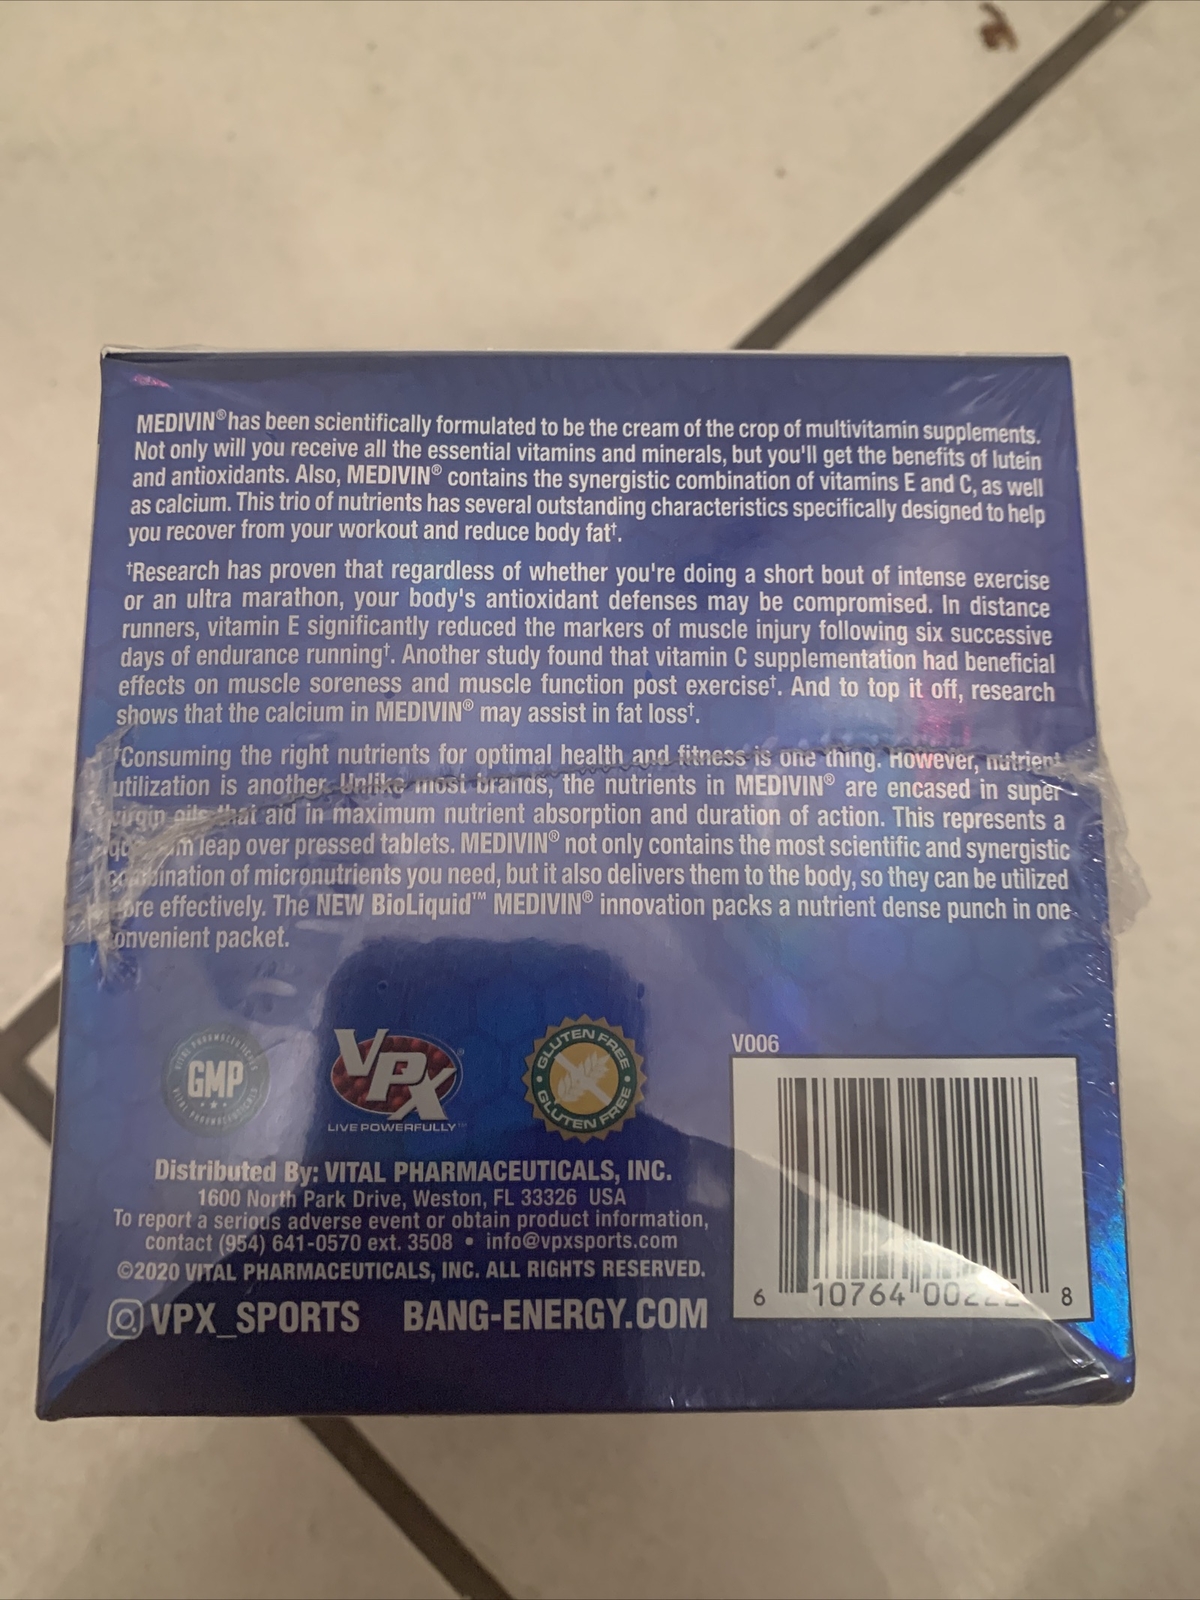 MEDIVIN® has been scientifically formulated to be the cream of the crop of multivitamin supplements.
Not only will you receive all the essential vitamins and minerals, but you'll get the benefits of lutein
and antioxidants. Also, MEDIVIN® contains the synergistic combination of vitamins E and C, as well
as calcium. This trio of nutrients has several outstanding characteristics specifically designed to help
you recover from your workout and reduce body fat†.
†Research has proven that regardless of whether you're doing a short bout of intense exercise
or an ultra marathon, your body's antioxidant defenses may be compromised. In distance
runners, vitamin E significantly reduced the markers of muscle injury following six successive
days of endurance running†. Another study found that vitamin C supplementation had beneficial
effects on muscle soreness and muscle function post exercise†. And to top it off, research
shows that the calcium in MEDIVIN® may assist in fat loss†.
†Consuming the right nutrients for optimal health and fitness is one thing. However, nutrient
utilization is another. Unlike most brands, the nutrients in MEDIVIN® are encased in super
virgin oils that aid in maximum nutrient absorption and duration of action. This represents a
leap over pressed tablets. MEDIVIN® not only contains the most scientific and synergistic
combination of micronutrients you need, but it also delivers them to the body, so they can be utilized
more effectively. The NEW BioLiquid™ MEDIVIN® innovation packs a nutrient dense punch in one
convenient packet.
VITAL PHARMACEUTICALS
GMP
VITAL PHARMACEUTICALS
VPX®
LIVE POWERFULLY™
GLUTEN FREE
GLUTEN FREE
V006
Distributed By: VITAL PHARMACEUTICALS, INC.
1600 North Park Drive, Weston, FL 33326 USA
To report a serious adverse event or obtain product information,
contact (954) 641-0570 ext. 3508 • info@vpxsports.com
©2020 VITAL PHARMACEUTICALS, INC. ALL RIGHTS RESERVED.
VPX_SPORTS BANG-ENERGY.COM
6 10764 00222 8